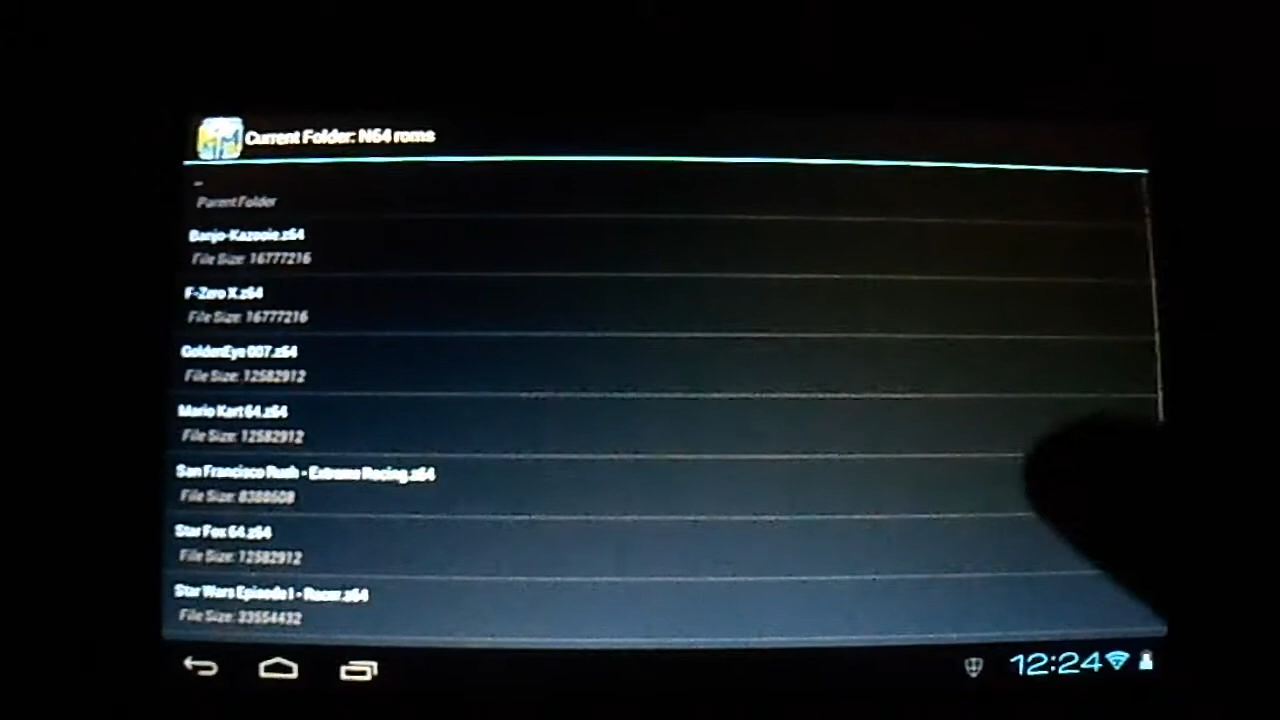 Current Folder: N64 roms
..
Parent Folder
Banjo-Kazooie.z64
File Size: 16777216
F-Zero X.z64
File Size: 16777216
GoldenEye 007.z64
File Size: 12582912
Mario Kart 64.z64
File Size: 12582912
San Francisco Rush - Extreme Racing.z64
File Size: 8388608
Star Fox 64.z64
File Size: 12582912
Star Wars Episode I - Racer.z64
File Size: 33554432
12:24